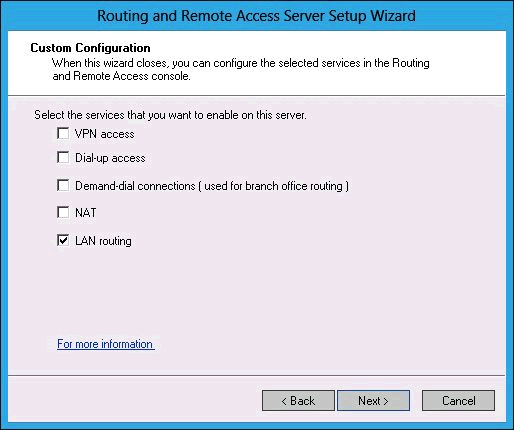 Routing and Remote Access Server Setup Wizard
Custom Configuration
When this wizard closes, you can configure the selected services in the Routing
and Remote Access console.
Select the services that you want to enable on this server.
VPN access
Dial-up access
Demand-dial connections ( used for branch office routing )
NAT
LAN routing
For more information
< Back
Next >
Cancel